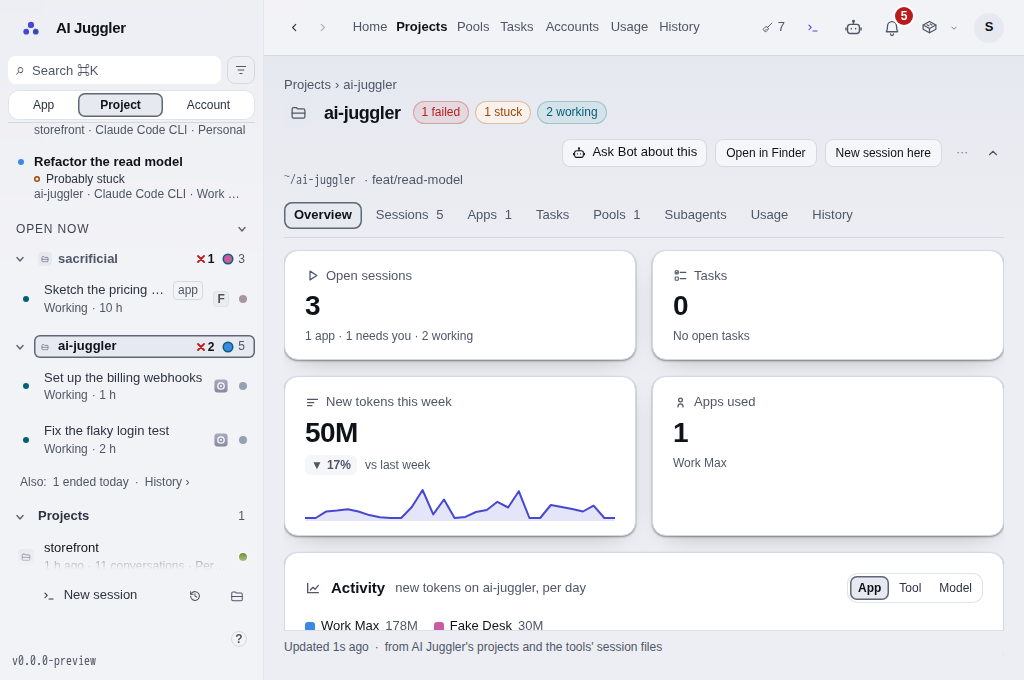 AI Juggler
Search ⌘K
App Project Account
storefront · Claude Code CLI · Personal
Refactor the read model
Probably stuck
ai-juggler · Claude Code CLI · Work …
OPEN NOW
sacrificial 1 3
Sketch the pricing … app F
Working · 10 h
ai-juggler 2 5
Set up the billing webhooks
Working · 1 h
Fix the flaky login test
Working · 2 h
Also: 1 ended today · History ›
Projects 1
storefront
1 h ago · 11 conversations · Per…
New session
?
v0.0.0-preview
Home Projects Pools Tasks Accounts Usage History 7 5 S
Projects › ai-juggler
ai-juggler 1 failed 1 stuck 2 working
Ask Bot about this Open in Finder New session here ···
~/ai-juggler · feat/read-model
Overview Sessions 5 Apps 1 Tasks Pools 1 Subagents Usage History
Open sessions
3
1 app · 1 needs you · 2 working
Tasks
0
No open tasks
New tokens this week
50M
▼ 17% vs last week
Apps used
1
Work Max
Activity new tokens on ai-juggler, per day App Tool Model
Work Max 178M Fake Desk 30M
Updated 1s ago · from AI Juggler's projects and the tools' session files